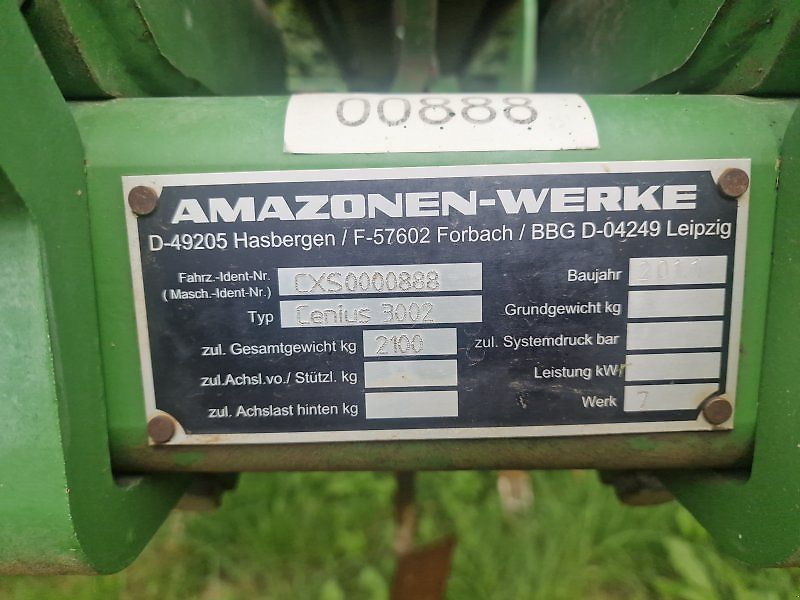 00888
AMAZONEN-WERKE
D-49205 Hasbergen / F-57602 Forbach / BBG D-04249 Leipzig
Fahrz.-Ident-Nr. CXS0000888 Baujahr 2011
( Masch.-Ident-Nr.)
Grundgewicht kg
Typ Cenius 3002
zul. Gesamtgewicht kg 2100 zul. Systemdruck bar
zul.Achsl.vo./ Stützl. kg Leistung kW
zul. Achslast hinten kg Werk 7